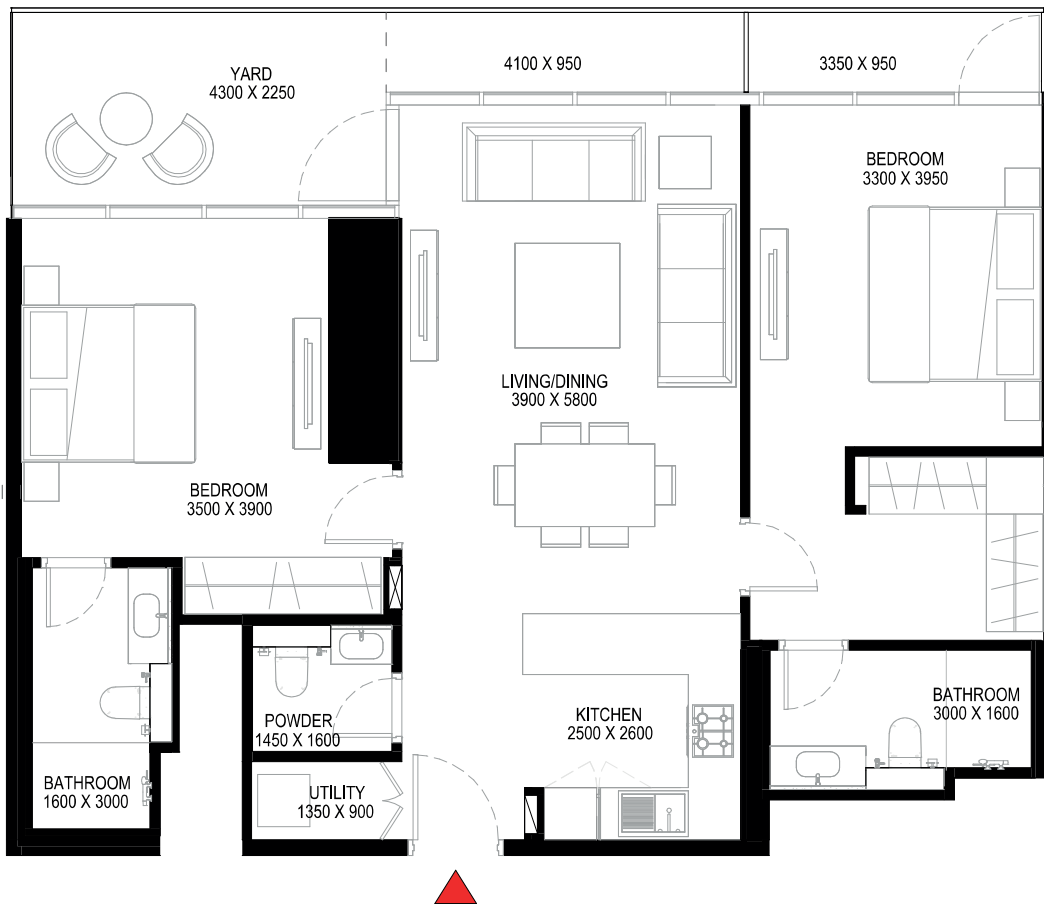 YARD
4300 X 2250
4100 X 950
3350 X 950
BEDROOM
3300 X 3950
LIVING/DINING
3900 X 5800
BEDROOM
3500 X 3900
POWDER
1450 X 1600
KITCHEN
2500 X 2600
BATHROOM
3000 X 1600
BATHROOM
1600 X 3000
UTILITY
1350 X 900